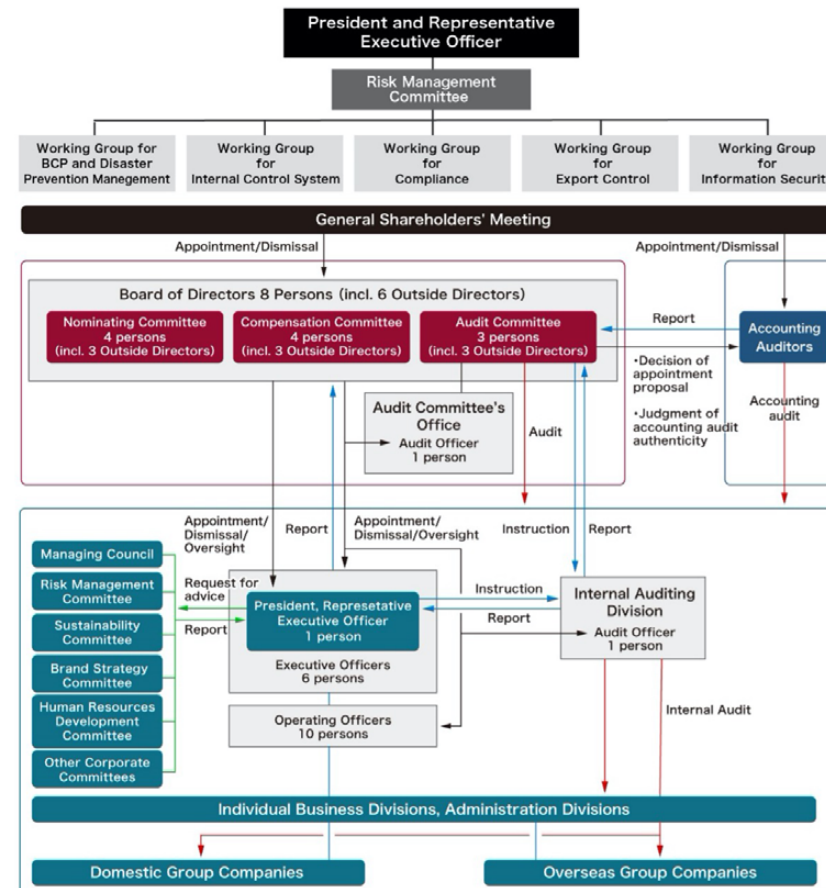 President and Representative
Executive Officer
Risk Management
Committee
Working Group for
BCP and Disaster
Prevention Management
Working Group
for
Internal Control System
Working Group
for
Compliance
Working Group
for
Export Control
Working Group
for
Information Securit
General Shareholders' Meeting
Appointment/Dismissal
Appointment/Dismissal
Board of Directors 8 Persons (incl. 6 Outside Directors)
Nominating Committee
4 persons
(incl. 3 Outside Directors)
Compensation Committee
4 persons
(incl. 3 Outside Directors)
Audit Committee
3 persons
(incl. 3 Outside Directors)
Report
Accounting
Auditors
•Decision of
appointment
proposal
•Judgment of
accounting audit
authenticity
Accounting
audit
Audit Committee's
Office
Audit Officer
1 person
Audit
Appointment/
Dismissal/
Oversight
Report
Appointment/
Dismissal/Oversight
Instruction
Report
Managing Council
Risk Management
Committee
Sustainability
Committee
Brand Strategy
Committee
Human Resources
Development
Committee
Other Corporate
Committees
Request for
advice
Report
President, Represetative
Executive Officer
1 person
Executive Officers
6 persons
Operating Officers
10 persons
Instruction
Report
Internal Auditing
Division
Audit Officer
1 person
Internal Audit
Individual Business Divisions, Administration Divisions
Domestic Group Companies
Overseas Group Companies